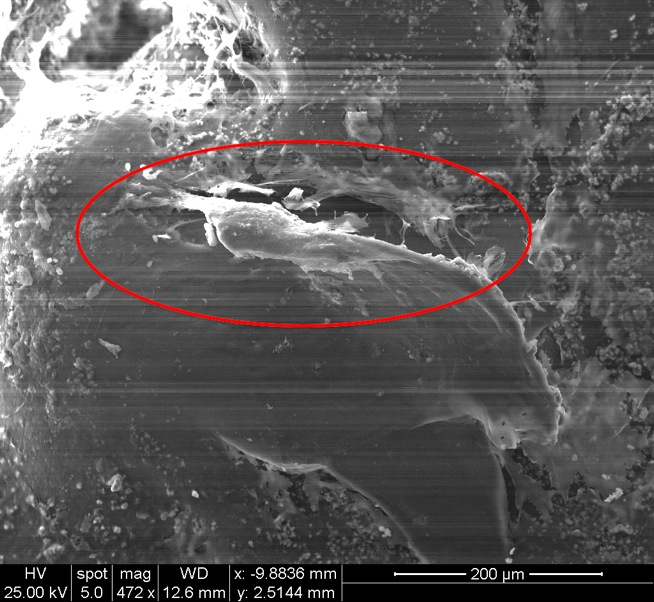 HV spot mag WD x: -9.8836 mm
25.00 kV 5.0 472 x 12.6 mm y: 2.5144 mm
200 µm